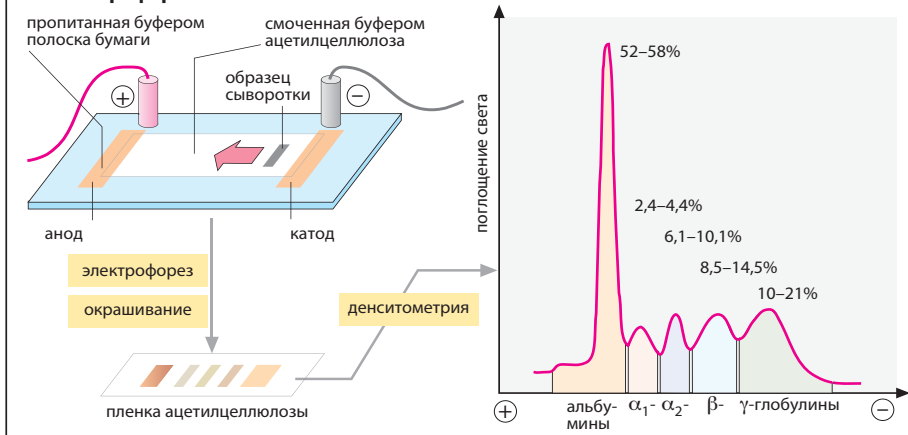 пропитанная буфером
полоска бумаги
смоченная буфером
ацетилцеллюлоза
образец
сыворотки
+
−
анод
катод
электрофорез
окрашивание
денситометрия
пленка ацетилцеллюлозы
поглощение света
52–58%
2,4–4,4%
6,1–10,1%
8,5–14,5%
10–21%
+
альбу-
мины
α1-
α2-
β-
γ-глобулины
−